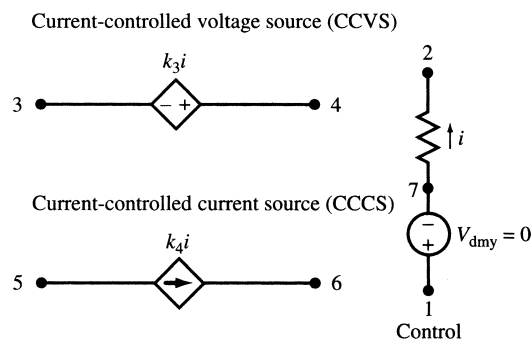 Current-controlled voltage source (CCVS)
k₃i
3
− +
4
2
i
7
Current-controlled current source (CCCS)
k₄i
5
6
−
+
V_dmy = 0
1
Control